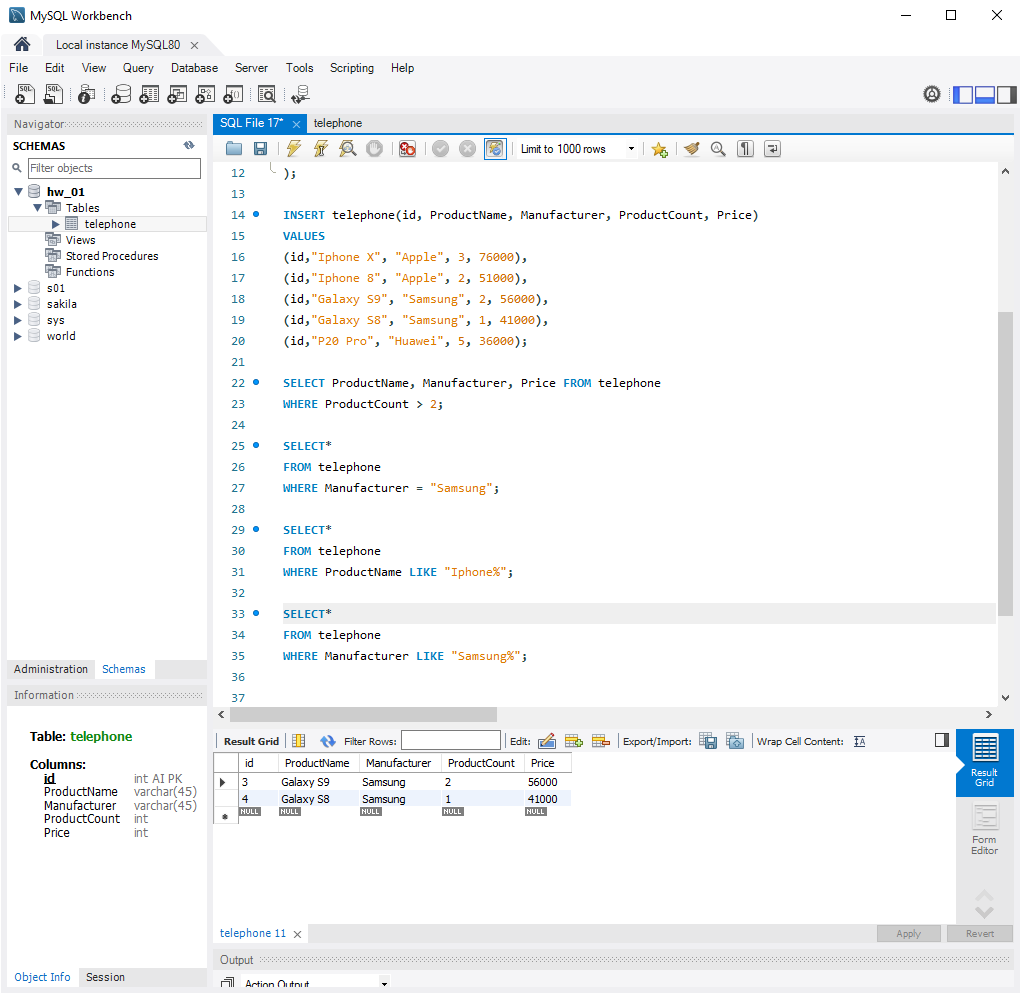 MySQL Workbench
Local instance MySQL80
File Edit View Query Database Server Tools Scripting Help
Navigator
SCHEMAS
Filter objects
hw_01
Tables
telephone
Views
Stored Procedures
Functions
s01
sakila
sys
world
Administration Schemas
Information
Table: telephone
Columns:
id int AI PK
ProductName varchar(45)
Manufacturer varchar(45)
ProductCount int
Price int
Object Info Session
SQL File 17* telephone
Limit to 1000 rows
12 );
13
14 INSERT telephone(id, ProductName, Manufacturer, ProductCount, Price)
15 VALUES
16 (id,"Iphone X", "Apple", 3, 76000),
17 (id,"Iphone 8", "Apple", 2, 51000),
18 (id,"Galaxy S9", "Samsung", 2, 56000),
19 (id,"Galaxy S8", "Samsung", 1, 41000),
20 (id,"P20 Pro", "Huawei", 5, 36000);
21
22 SELECT ProductName, Manufacturer, Price FROM telephone
23 WHERE ProductCount > 2;
24
25 SELECT*
26 FROM telephone
27 WHERE Manufacturer = "Samsung";
28
29 SELECT*
30 FROM telephone
31 WHERE ProductName LIKE "Iphone%";
32
33 SELECT*
34 FROM telephone
35 WHERE Manufacturer LIKE "Samsung%";
36
37
Result Grid Filter Rows: Edit: Export/Import: Wrap Cell Content:
id ProductName Manufacturer ProductCount Price
3 Galaxy S9 Samsung 2 56000
4 Galaxy S8 Samsung 1 41000
NULL NULL NULL NULL NULL
Result
Grid
Form
Editor
telephone 11
Apply Revert
Output
Action Output